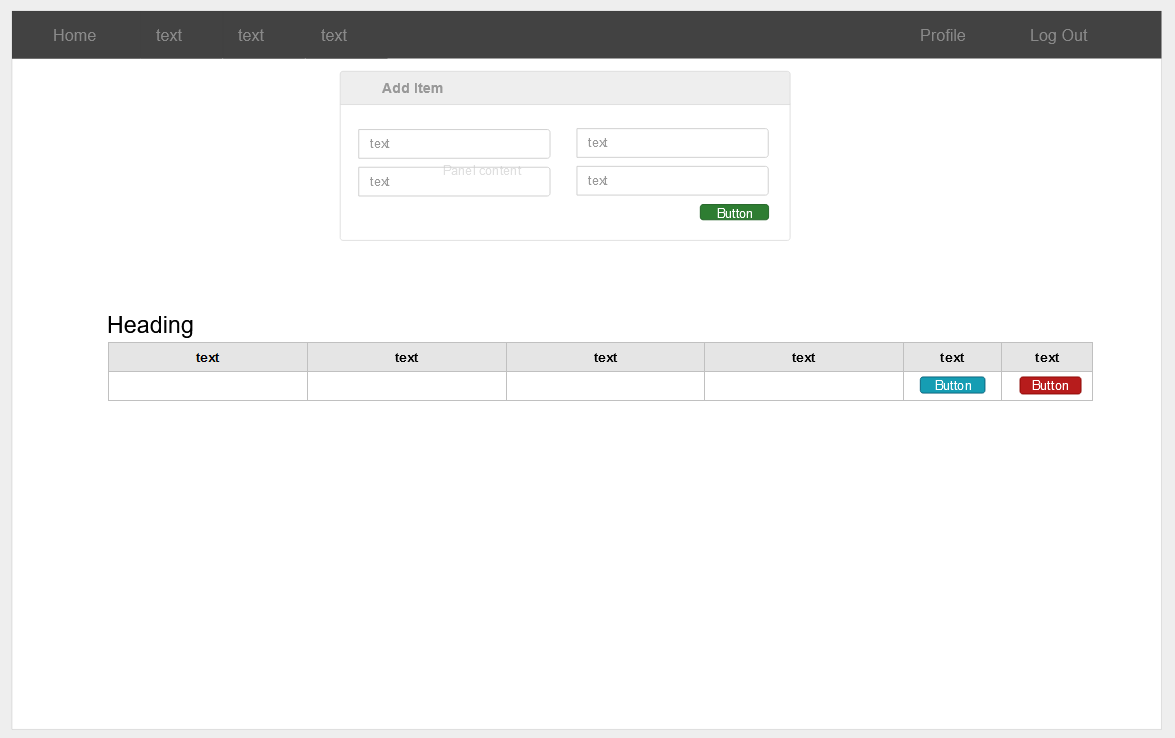 Home text text text Profile Log Out
Add Item
text text
Panel content
text text
Button
Heading
text text text text text text
Button Button